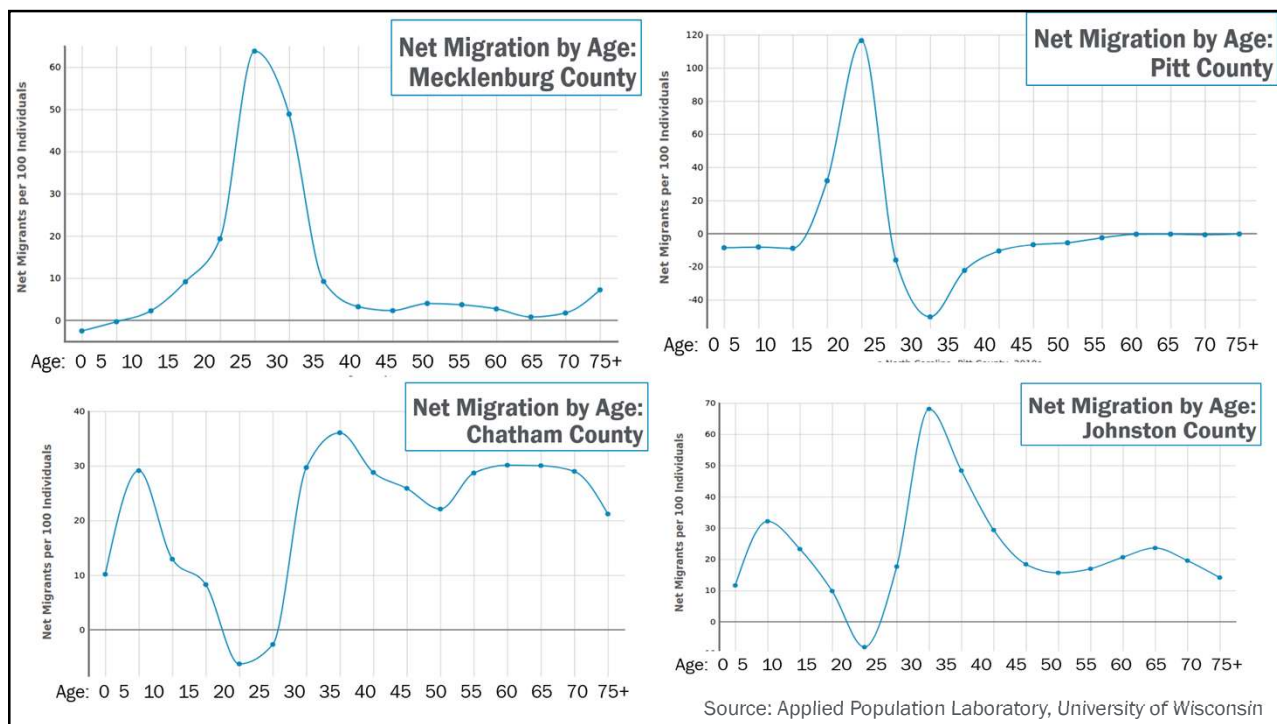 Net Migration by Age:
Mecklenburg County
Net Migrants per 100 Individuals
60
50
40
30
20
10
0
Age: 0 5 10 15 20 25 30 35 40 45 50 55 60 65 70 75+
Net Migration by Age:
Pitt County
Net Migrants per 100 Individuals
120
100
80
60
40
20
0
-20
-40
Age: 0 5 10 15 20 25 30 35 40 45 50 55 60 65 70 75+
North Carolina, Pitt County, 2010s
Net Migration by Age:
Chatham County
Net Migrants per 100 Individuals
40
30
20
10
0
Age: 0 5 10 15 20 25 30 35 40 45 50 55 60 65 70 75+
Net Migration by Age:
Johnston County
Net Migrants per 100 Individuals
70
60
50
40
30
20
10
0
Age: 0 5 10 15 20 25 30 35 40 45 50 55 60 65 70 75+
Source: Applied Population Laboratory, University of Wisconsin